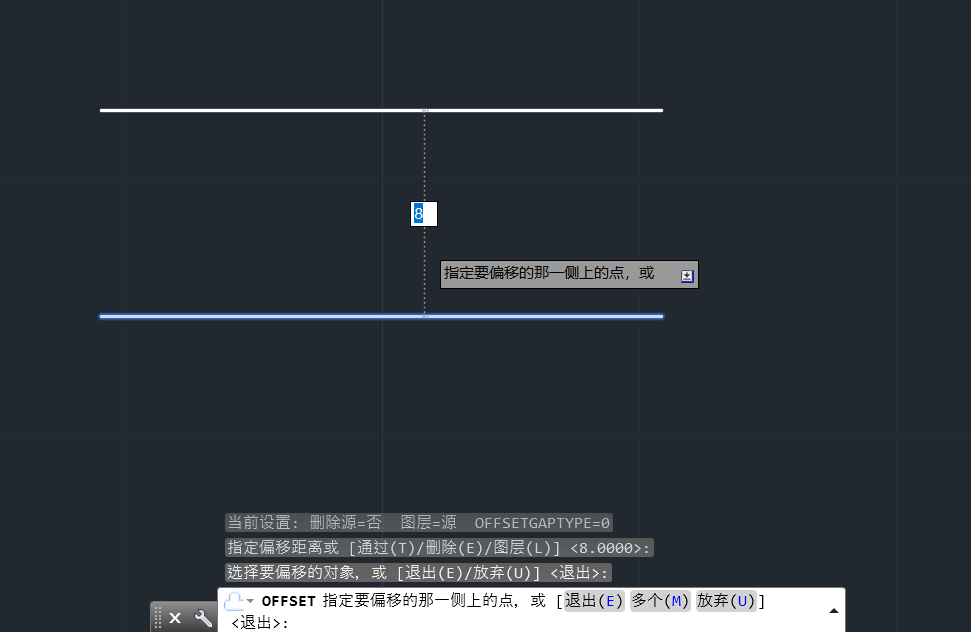 8
指定要偏移的那一侧上的点，或
当前设置: 删除源=否  图层=源  OFFSETGAPTYPE=0
指定偏移距离或 [通过(T)/删除(E)/图层(L)] <8.0000>:
选择要偏移的对象，或 [退出(E)/放弃(U)] <退出>:
OFFSET 指定要偏移的那一侧上的点，或 [退出(E) 多个(M) 放弃(U)]
<退出>: